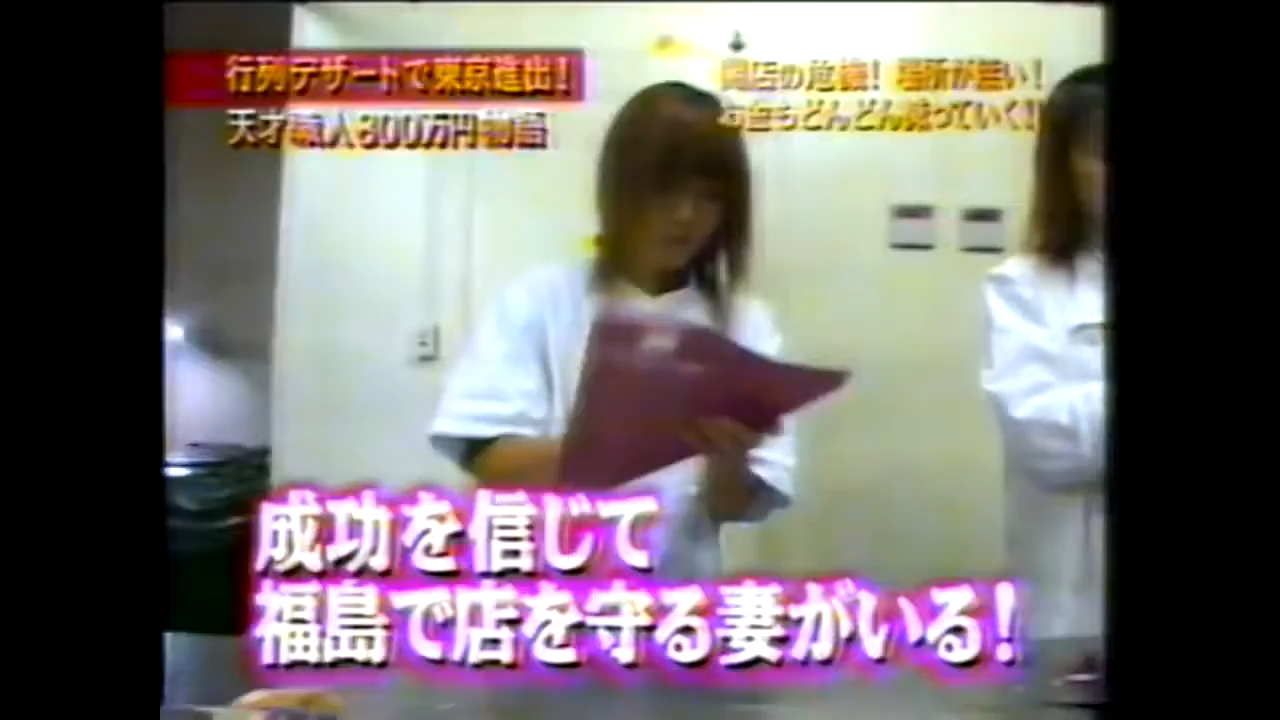 行列デザートで東京進出!
天才職人800万円物語
開店の危機! 場所が無い!
お金もどんどん減っていく!!
成功を信じて
福島で店を守る妻がいる!